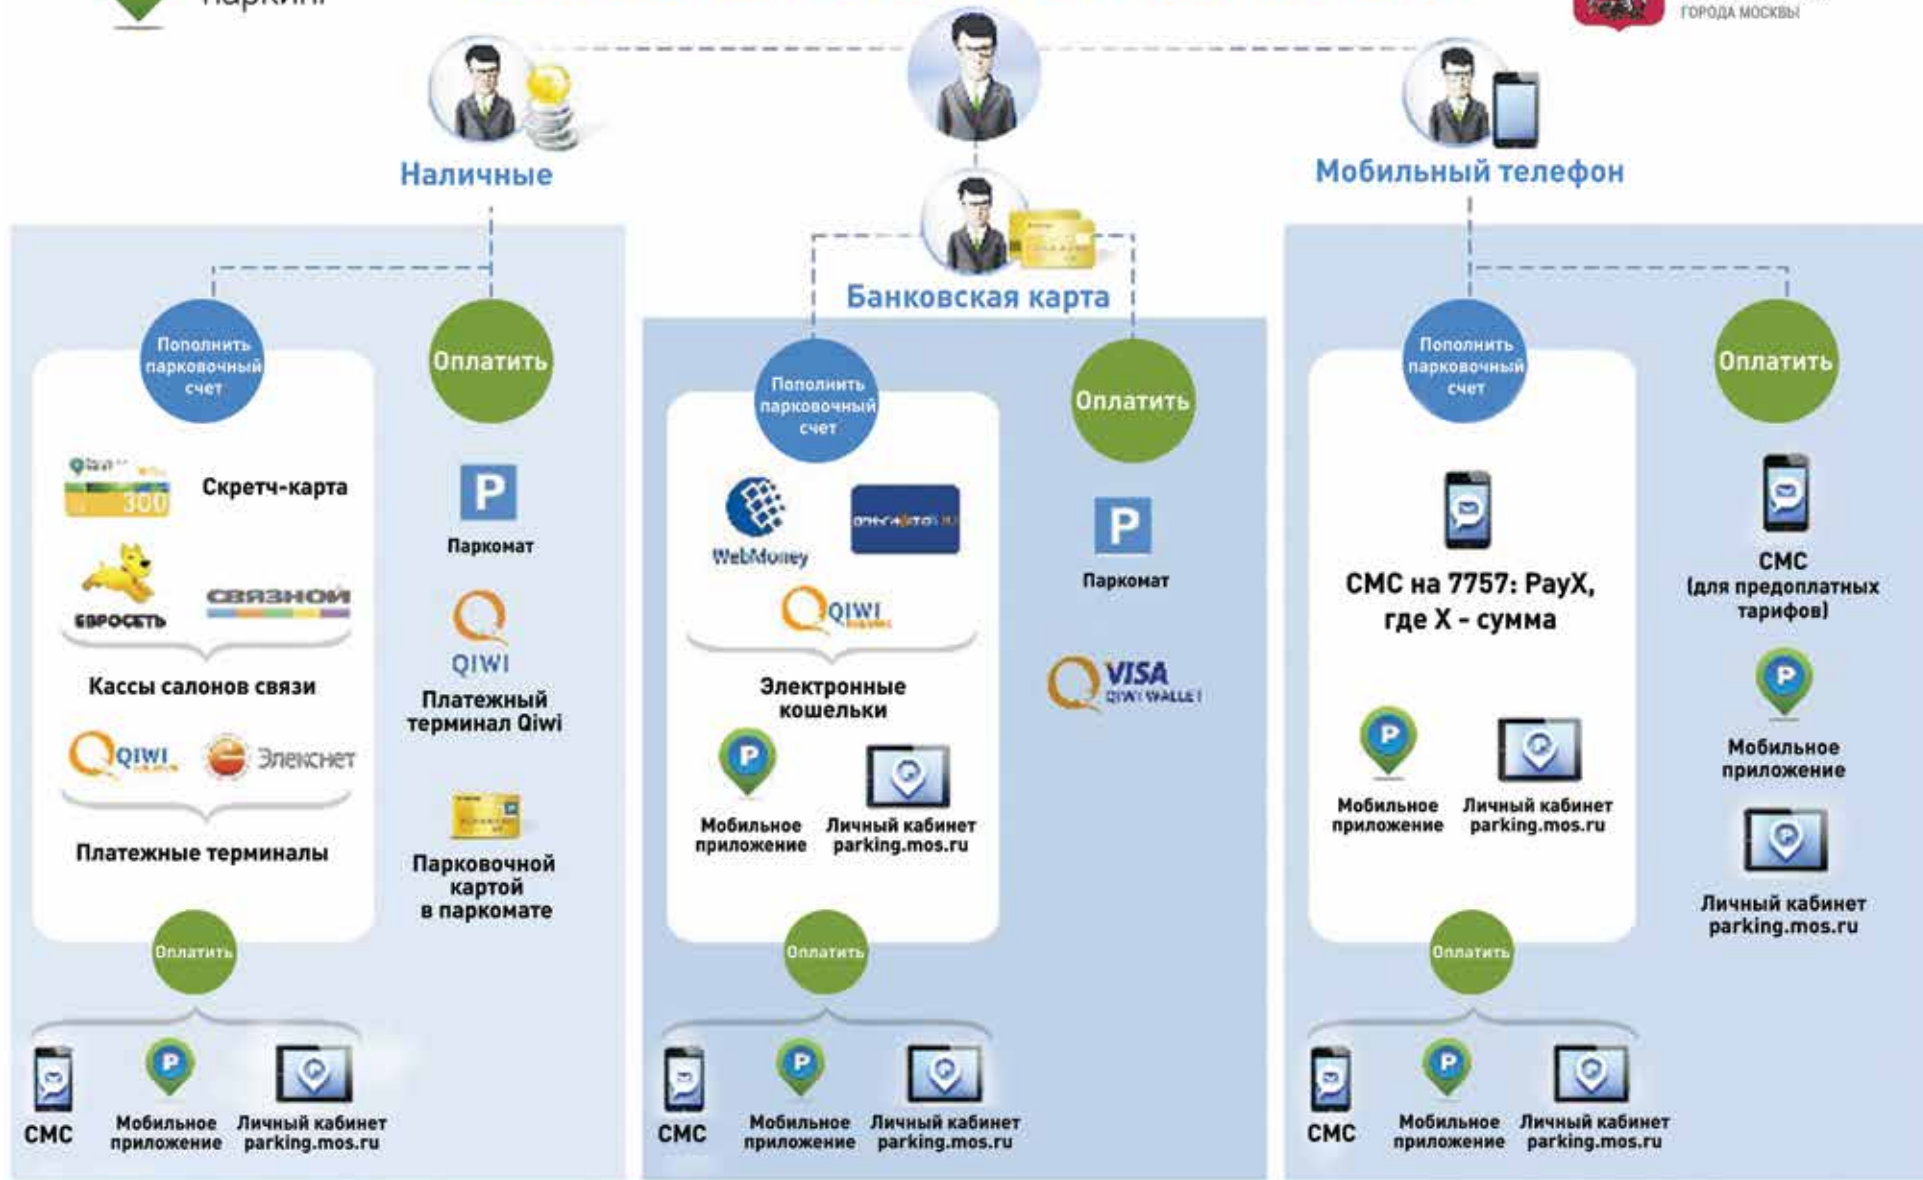 паркинг
ГОРОДА МОСКВЫ
Наличные
Мобильный телефон
Банковская карта
Пополнить
парковочный
счет
Оплатить
300
Скретч-карта
ЕВРОСЕТЬ
СВЯЗНОЙ
Кассы салонов связи
QIWI
Элекснет
Платежные терминалы
Паркомат
QIWI
Платежный
терминал Qiwi
Парковочной
картой
в паркомате
Оплатить
СМС
Мобильное
приложение
Личный кабинет
parking.mos.ru
Пополнить
парковочный
счет
Оплатить
WebMoney
QIWI
Электронные
кошельки
Мобильное
приложение
Личный кабинет
parking.mos.ru
P
Паркомат
VISA
QIWI WALLET
Оплатить
СМС
Мобильное
приложение
Личный кабинет
parking.mos.ru
Пополнить
парковочный
счет
Оплатить
СМС на 7757: PayX,
где X - сумма
Мобильное
приложение
Личный кабинет
parking.mos.ru
СМС
(для предоплатных
тарифов)
Мобильное
приложение
Личный кабинет
parking.mos.ru
Оплатить
СМС
Мобильное
приложение
Личный кабинет
parking.mos.ru